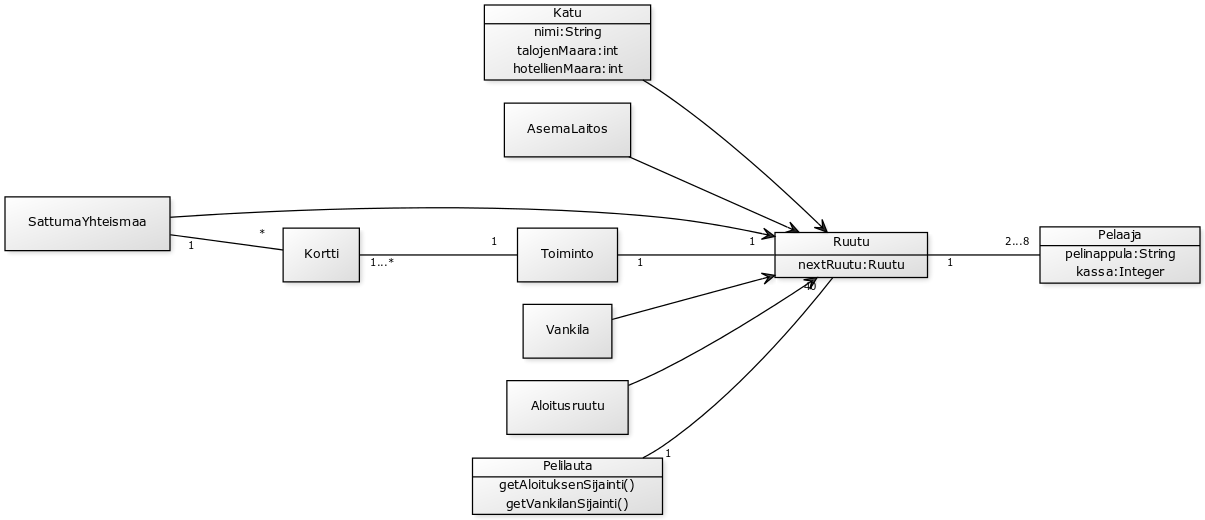 Katu
nimi:String
talojenMaara:int
hotellienMaara:int
AsemaLaitos
SattumaYhteismaa
1
*
Kortti
1...*
1
Toiminto
1
1
Ruutu
nextRuutu:Ruutu
40
1
2...8
Pelaaja
pelinappula:String
kassa:Integer
Vankila
Aloitusruutu
1
Pelilauta
getAloituksenSijainti()
getVankilanSijainti()